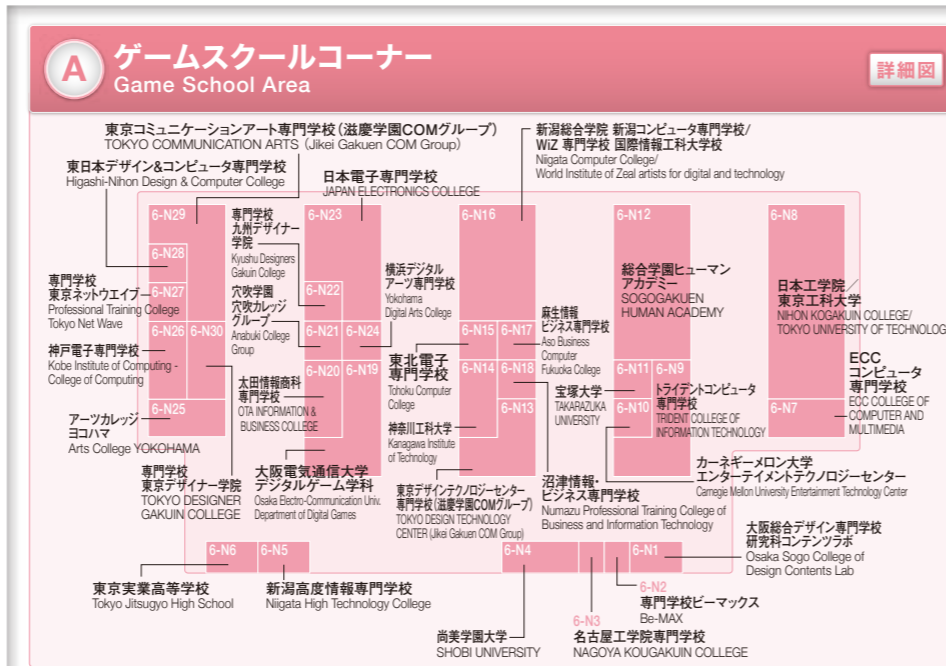 A
ゲームスクールコーナー
Game School Area
詳細図
東京コミュニケーションアート専門学校(滋慶学園COMグループ)
TOKYO COMMUNICATION ARTS (Jikei Gakuen COM Group)
東日本デザイン&コンピュータ専門学校
Higashi-Nihon Design & Computer College
日本電子専門学校
JAPAN ELECTRONICS COLLEGE
新潟総合学院 新潟コンピュータ専門学校/
WiZ 専門学校 国際情報工科大学校
Niigata Computer College/
World Institute of Zeal artists for digital and technology
6-N29
6-N28
6-N27
6-N26
6-N30
6-N25
専門学校
東京ネットウエイブ
Professional Training College
Tokyo Net Wave
神戸電子専門学校
Kobe Institute of Computing -
College of Computing
アーツカレッジ
ヨコハマ
Arts College YOKOHAMA
専門学校
東京デザイナー学院
TOKYO DESIGNER
GAKUIN COLLEGE
専門学校
九州デザイナー
学院
Kyushu Designers
Gakuin College
穴吹学園
穴吹カレッジ
グループ
Anabuki College
Group
太田情報商科
専門学校
OTA INFORMATION &
BUSINESS COLLEGE
6-N23
6-N22
6-N21
6-N24
6-N20
6-N19
大阪電気通信大学
デジタルゲーム学科
Osaka Electro-Communication Univ.
Department of Digital Games
横浜デジタル
アーツ専門学校
Yokohama
Digital Arts College
東北電子
専門学校
Tohoku Computer
College
神奈川工科大学
Kanagawa Institute
of Technology
東京デザインテクノロジーセンター
専門学校(滋慶学園COMグループ)
TOKYO DESIGN TECHNOLOGY
CENTER (Jikei Gakuen COM Group)
6-N16
6-N15
6-N17
6-N14
6-N18
6-N13
麻生情報
ビジネス専門学校
Aso Business
Computer
Fukuoka College
沼津情報・
ビジネス専門学校
Numazu Professional Training College of
Business and Information Technology
宝塚大学
TAKARAZUKA
UNIVERSITY
6-N12
総合学園ヒューマン
アカデミー
SOGOGAKUEN
HUMAN ACADEMY
6-N11
6-N9
6-N10
トライデントコンピュータ
専門学校
TRIDENT COLLEGE OF
INFORMATION TECHNOLOGY
カーネギーメロン大学
エンターテイメントテクノロジーセンター
Carnegie Mellon University Entertainment Technology Center
6-N8
日本工学院/
東京工科大学
NIHON KOGAKUIN COLLEGE/
TOKYO UNIVERSITY OF TECHNOLOG
6-N7
ECC
コンピュータ
専門学校
ECC COLLEGE OF
COMPUTER AND
MULTIMEDIA
6-N6
6-N5
東京実業高等学校
Tokyo Jitsugyo High School
新潟高度情報専門学校
Niigata High Technology College
6-N4
尚美学園大学
SHOBI UNIVERSITY
6-N3
名古屋工学院専門学校
NAGOYA KOUGAKUIN COLLEGE
6-N2
専門学校ビーマックス
Be-MAX
6-N1
大阪総合デザイン専門学校
研究科コンテンツラボ
Osaka Sogo College of
Design Contents Lab